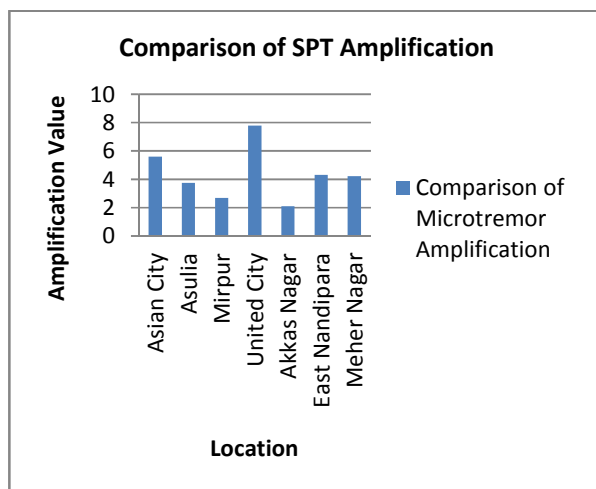 Comparison of SPT Amplification
Amplification Value
10
8
6
4
2
0
Asian City
Asulia
Mirpur
United City
Akkas Nagar
East Nandipara
Meher Nagar
Location
Comparison of
Microtremor
Amplification